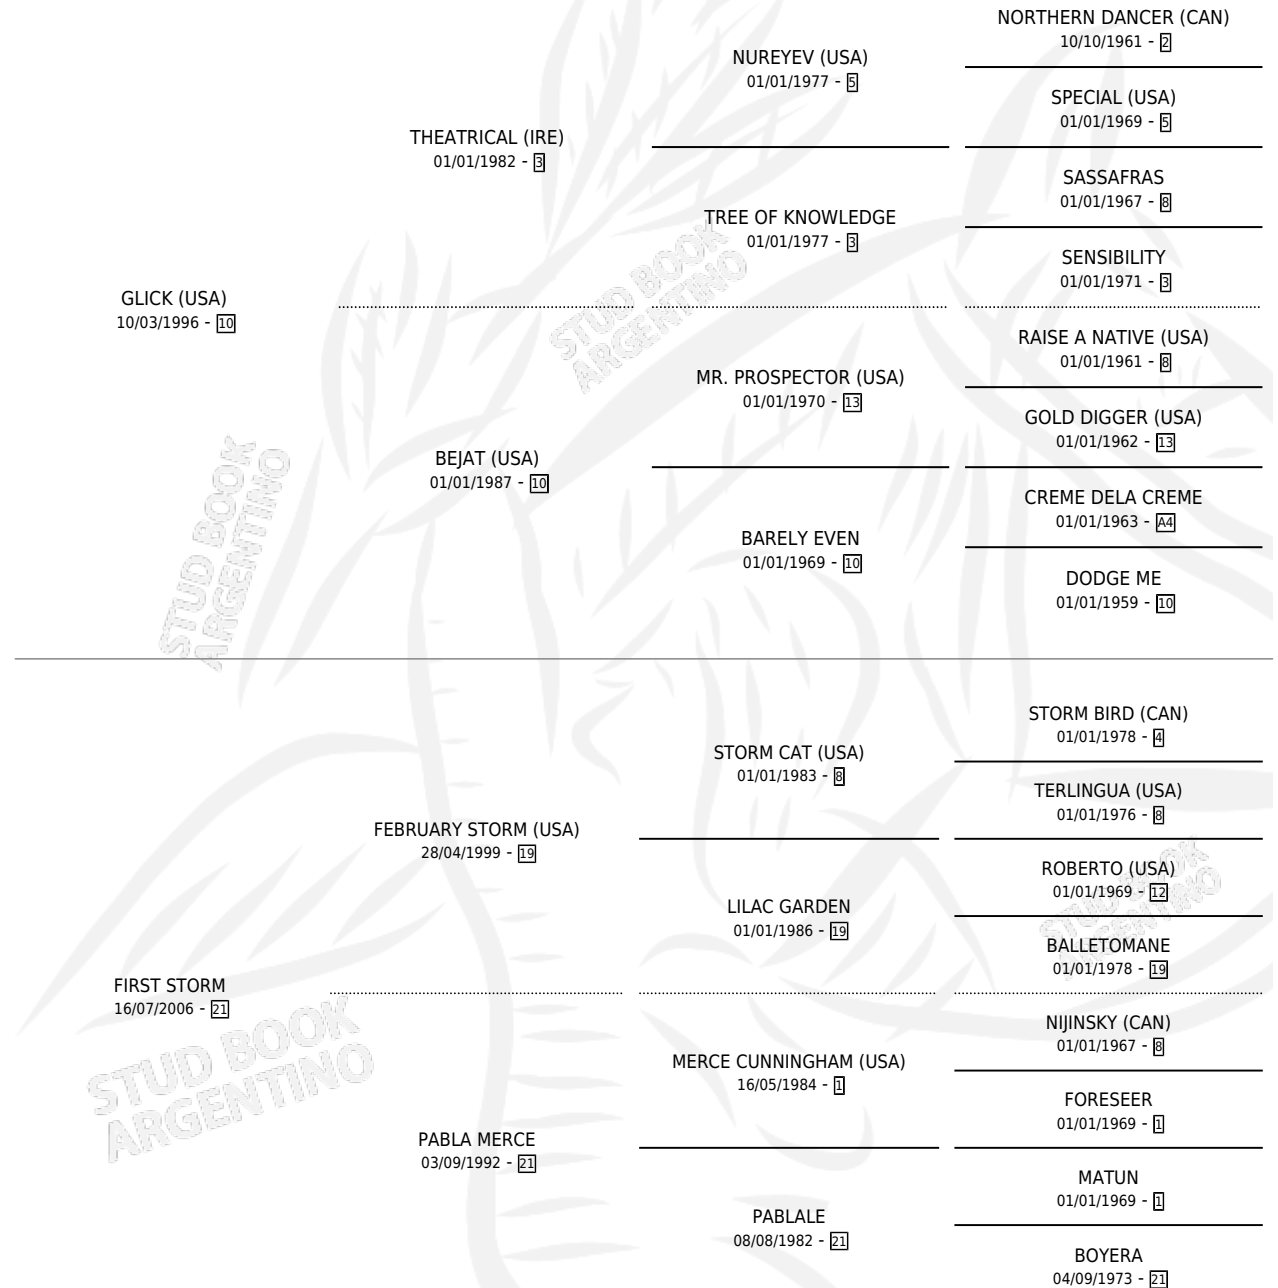 NORTHERN DANCER (CAN)
10/10/1961 - 2
NUREYEV (USA)
01/01/1977 - 5
SPECIAL (USA)
01/01/1969 - 5
THEATRICAL (IRE)
01/01/1982 - 3
SASSAFRAS
01/01/1967 - 8
TREE OF KNOWLEDGE
01/01/1977 - 3
SENSIBILITY
01/01/1971 - 3
GLICK (USA)
10/03/1996 - 10
STUD BOOK
ARGENTINO
RAISE A NATIVE (USA)
01/01/1961 - 8
MR. PROSPECTOR (USA)
01/01/1970 - 13
GOLD DIGGER (USA)
01/01/1962 - 13
BEJAT (USA)
01/01/1987 - 10
STUD BOOK
ARGENTINO
CREME DELA CREME
01/01/1963 - A4
BARELY EVEN
01/01/1969 - 10
DODGE ME
01/01/1959 - 10
STORM BIRD (CAN)
01/01/1978 - 4
STORM CAT (USA)
01/01/1983 - 8
TERLINGUA (USA)
01/01/1976 - 8
FEBRUARY STORM (USA)
28/04/1999 - 19
ROBERTO (USA)
01/01/1969 - 12
STUD BOOK
ARGENTINO
LILAC GARDEN
01/01/1986 - 19
BALLETOMANE
01/01/1978 - 19
FIRST STORM
16/07/2006 - 21
STUD BOOK
ARGENTINO
NIJINSKY (CAN)
01/01/1967 - 8
MERCE CUNNINGHAM (USA)
16/05/1984 - 1
FORESEER
01/01/1969 - 1
PABLA MERCE
03/09/1992 - 21
MATUN
01/01/1969 - 1
PABLALE
08/08/1982 - 21
BOYERA
04/09/1973 - 21